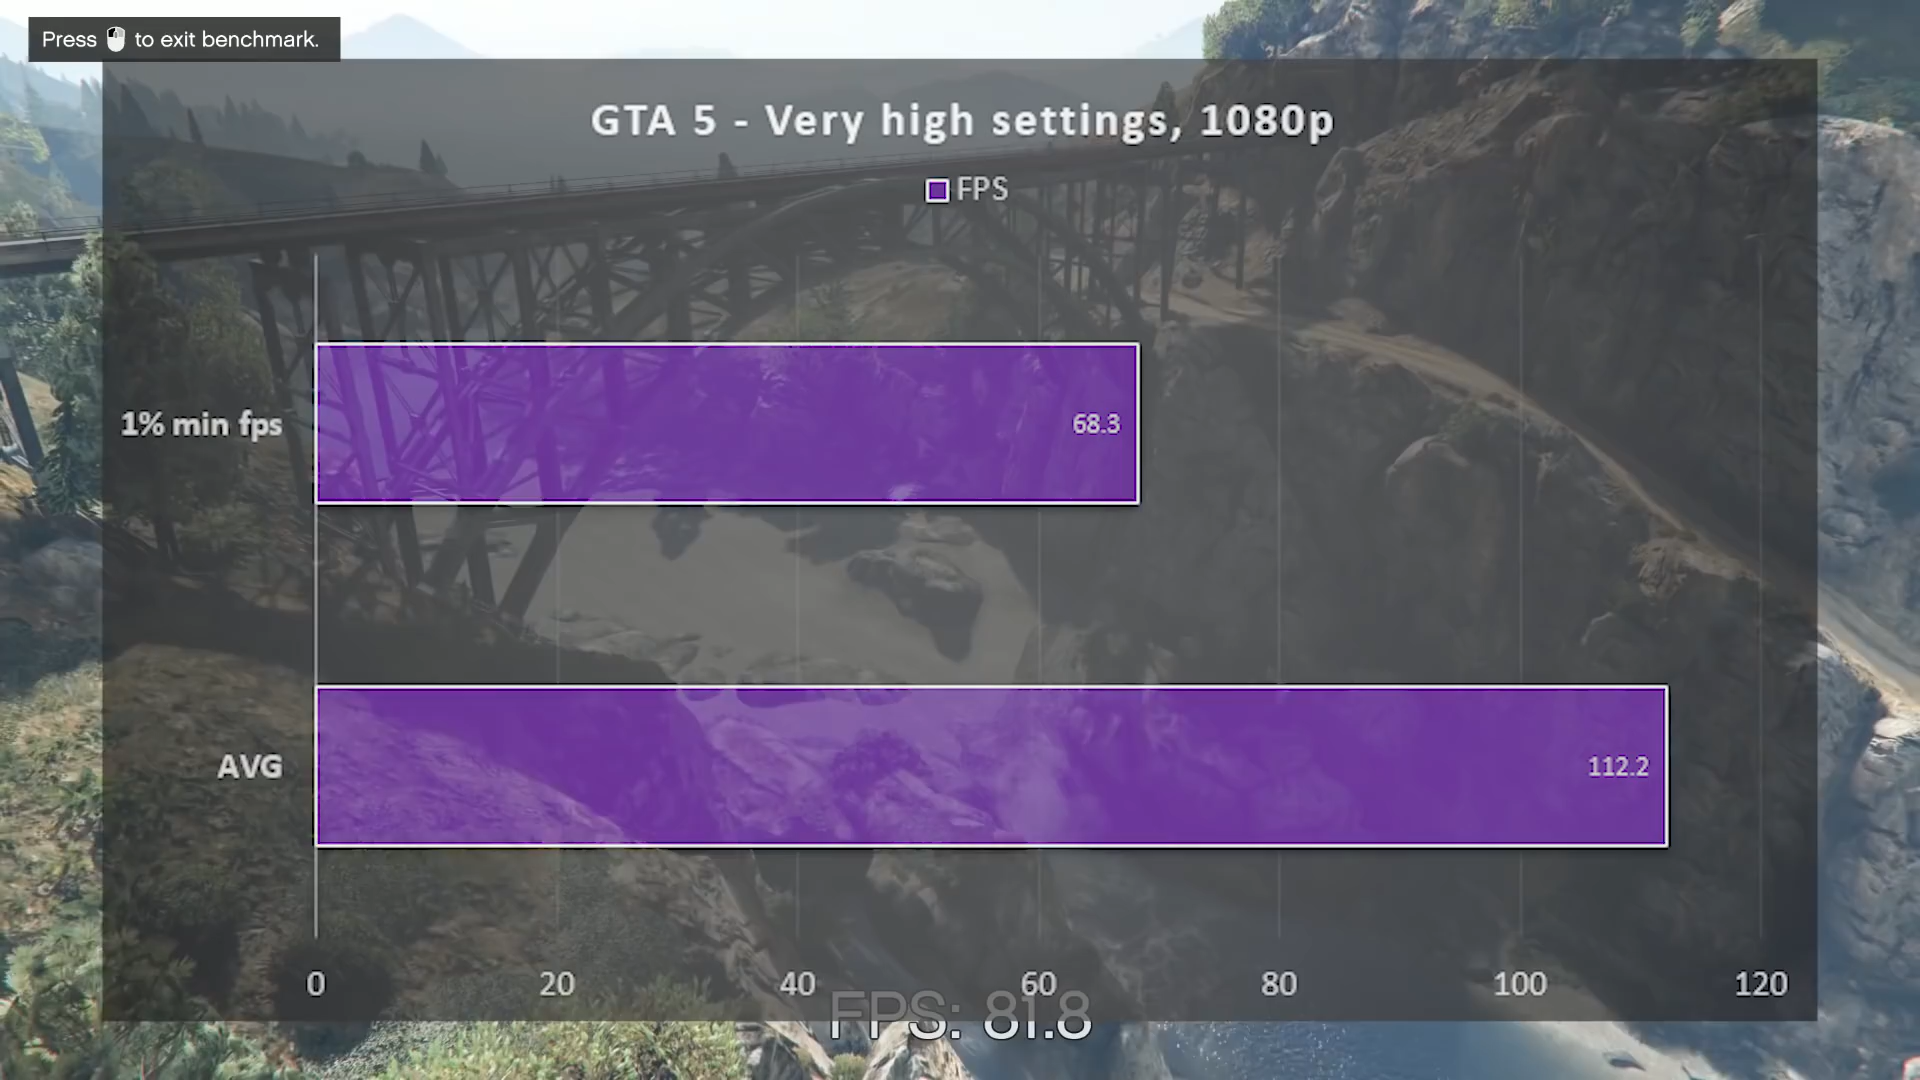 Press to exit benchmark.
GTA 5 - Very high settings, 1080p
FPS
1% min fps
68.3
AVG
112.2
0 20 40 60 80 100 120
FPS: 81.8